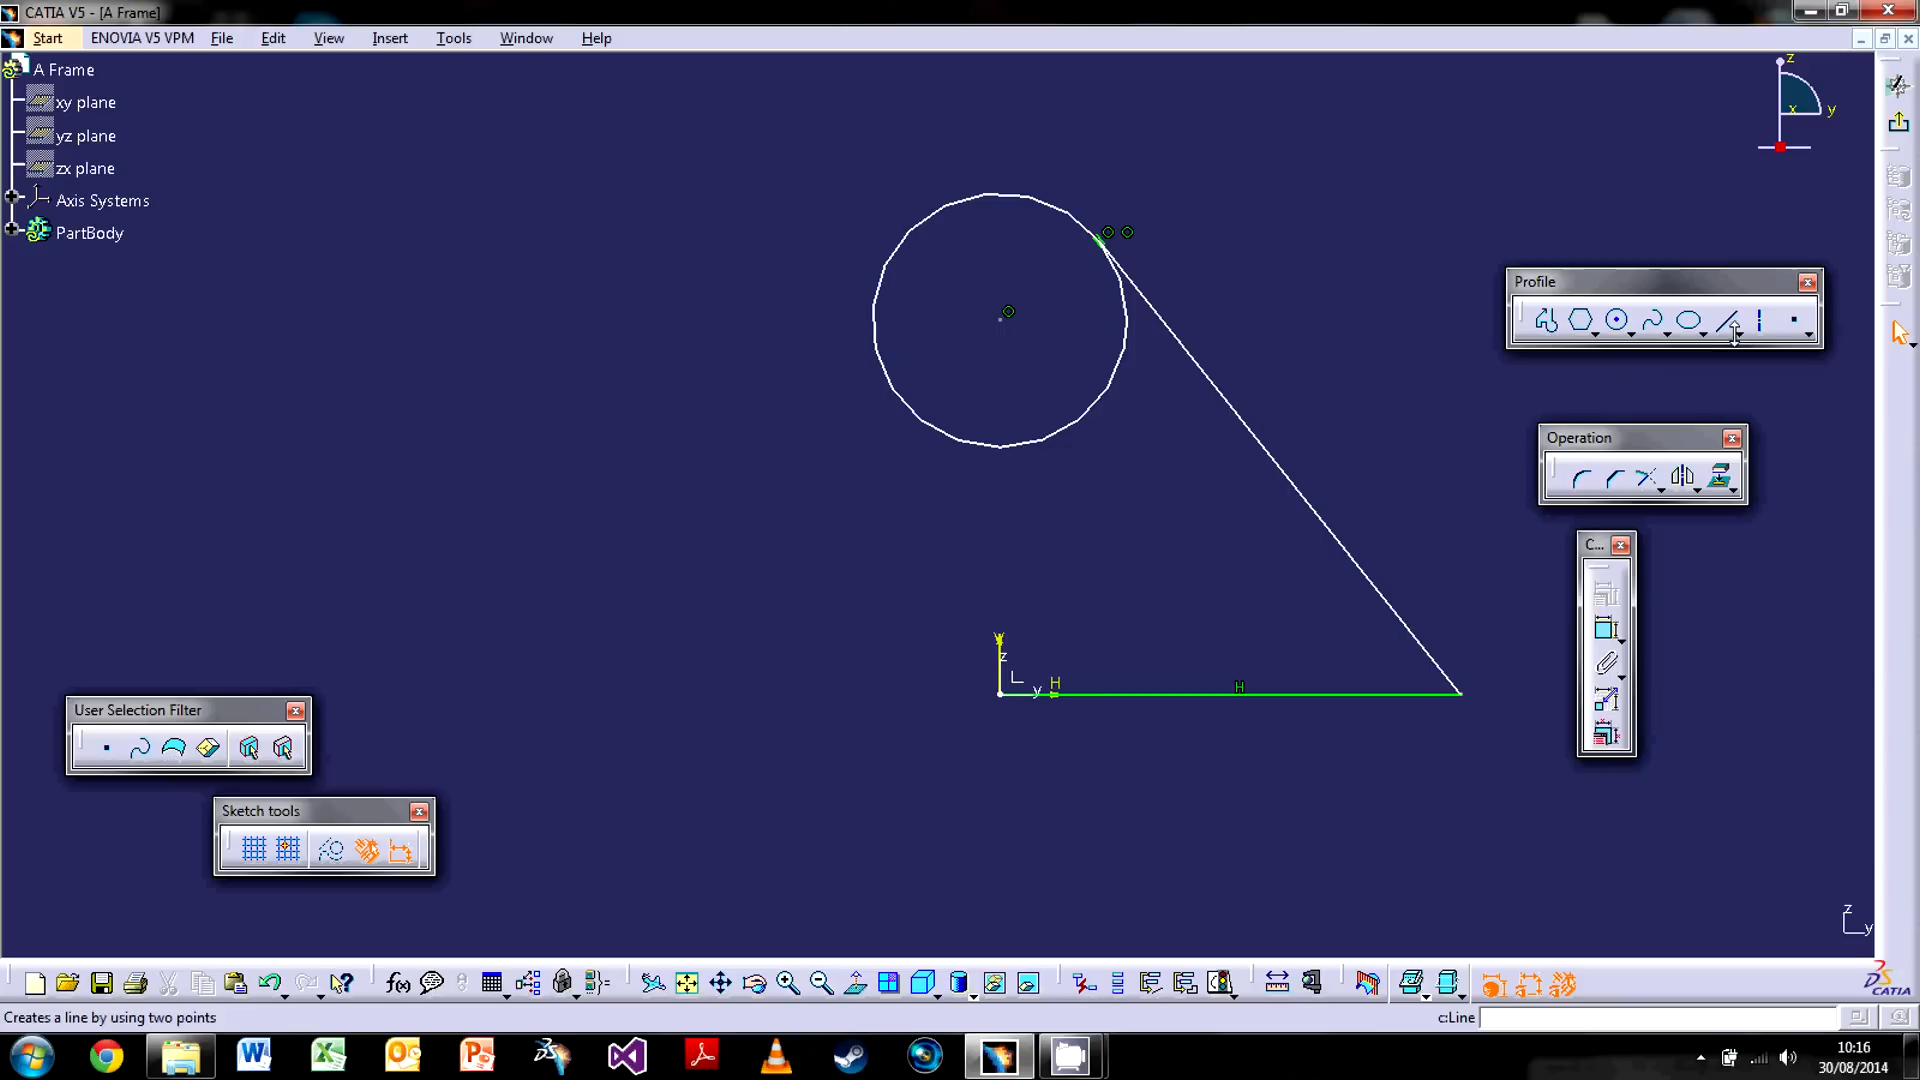 CATIA V5 - [A Frame]
Start ENOVIA V5 VPM File Edit View Insert Tools Window Help
A Frame
xy plane
yz plane
zx plane
Axis Systems
PartBody
z
x y
Profile
Operation
C...
V
z
H
y
H
User Selection Filter
Sketch tools
z
y
f(x)
CATIA
Creates a line by using two points
c:Line
10:16
30/08/2014